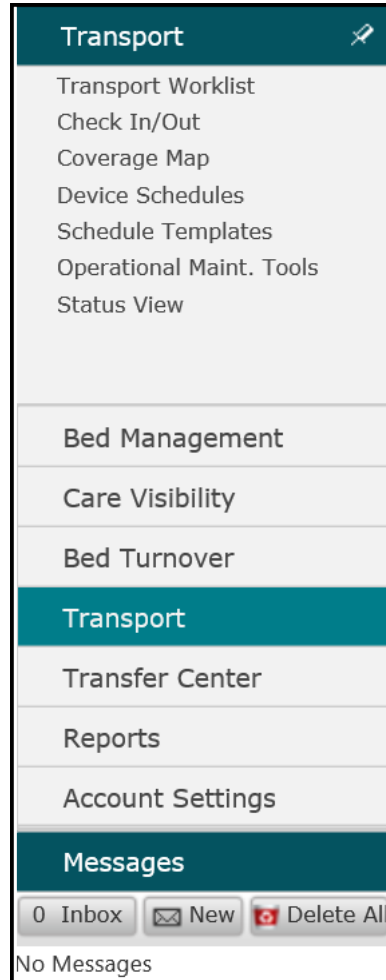 Transport
Transport Worklist
Check In/Out
Coverage Map
Device Schedules
Schedule Templates
Operational Maint. Tools
Status View
Bed Management
Care Visibility
Bed Turnover
Transport
Transfer Center
Reports
Account Settings
Messages
0 Inbox New Delete All
No Messages